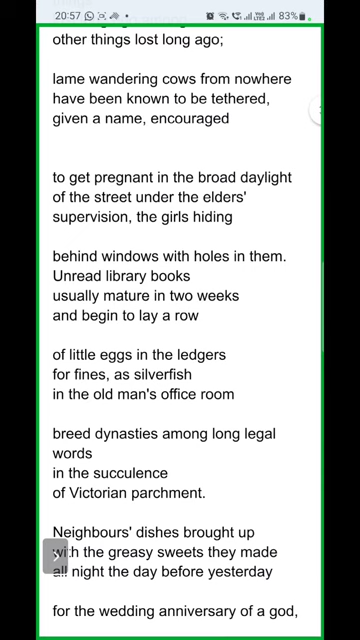 20:57
83%
other things lost long ago;
lame wandering cows from nowhere
have been known to be tethered,
given a name, encouraged
to get pregnant in the broad daylight
of the street under the elders'
supervision, the girls hiding
behind windows with holes in them.
Unread library books
usually mature in two weeks
and begin to lay a row
of little eggs in the ledgers
for fines, as silverfish
in the old man's office room
breed dynasties among long legal
words
in the succulence
of Victorian parchment.
Neighbours' dishes brought up
with the greasy sweets they made
all night the day before yesterday
for the wedding anniversary of a god,